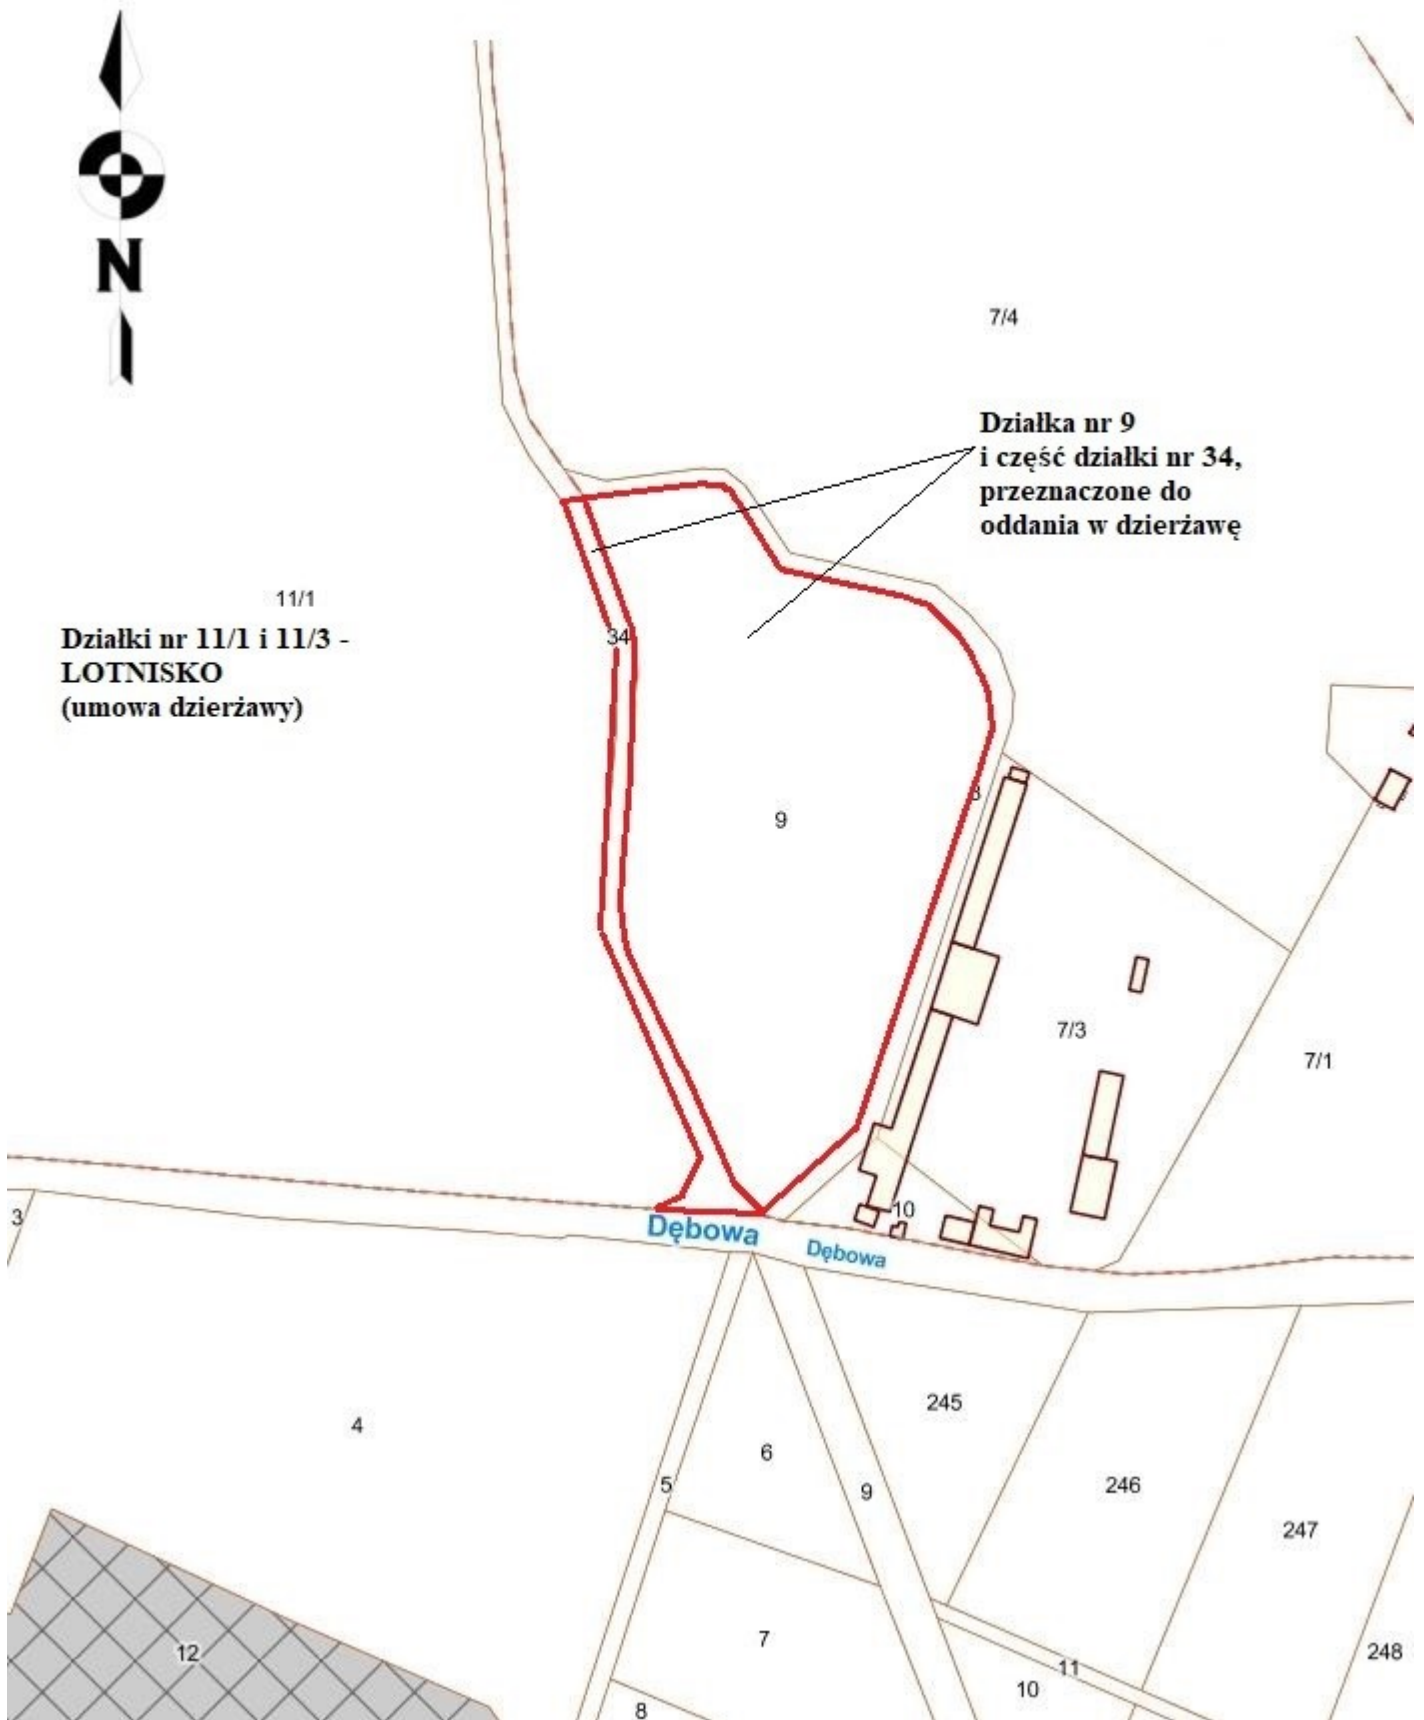 N
7/4
Działka nr 9
i część działki nr 34,
przeznaczone do
oddania w dzierżawę
11/1
Działki nr 11/1 i 11/3 -
LOTNISKO
(umowa dzierżawy)
34
8
9
7/3
7/1
3
10
Dębowa
Dębowa
4
245
6
5
9
246
247
7
12
11
248
10
8